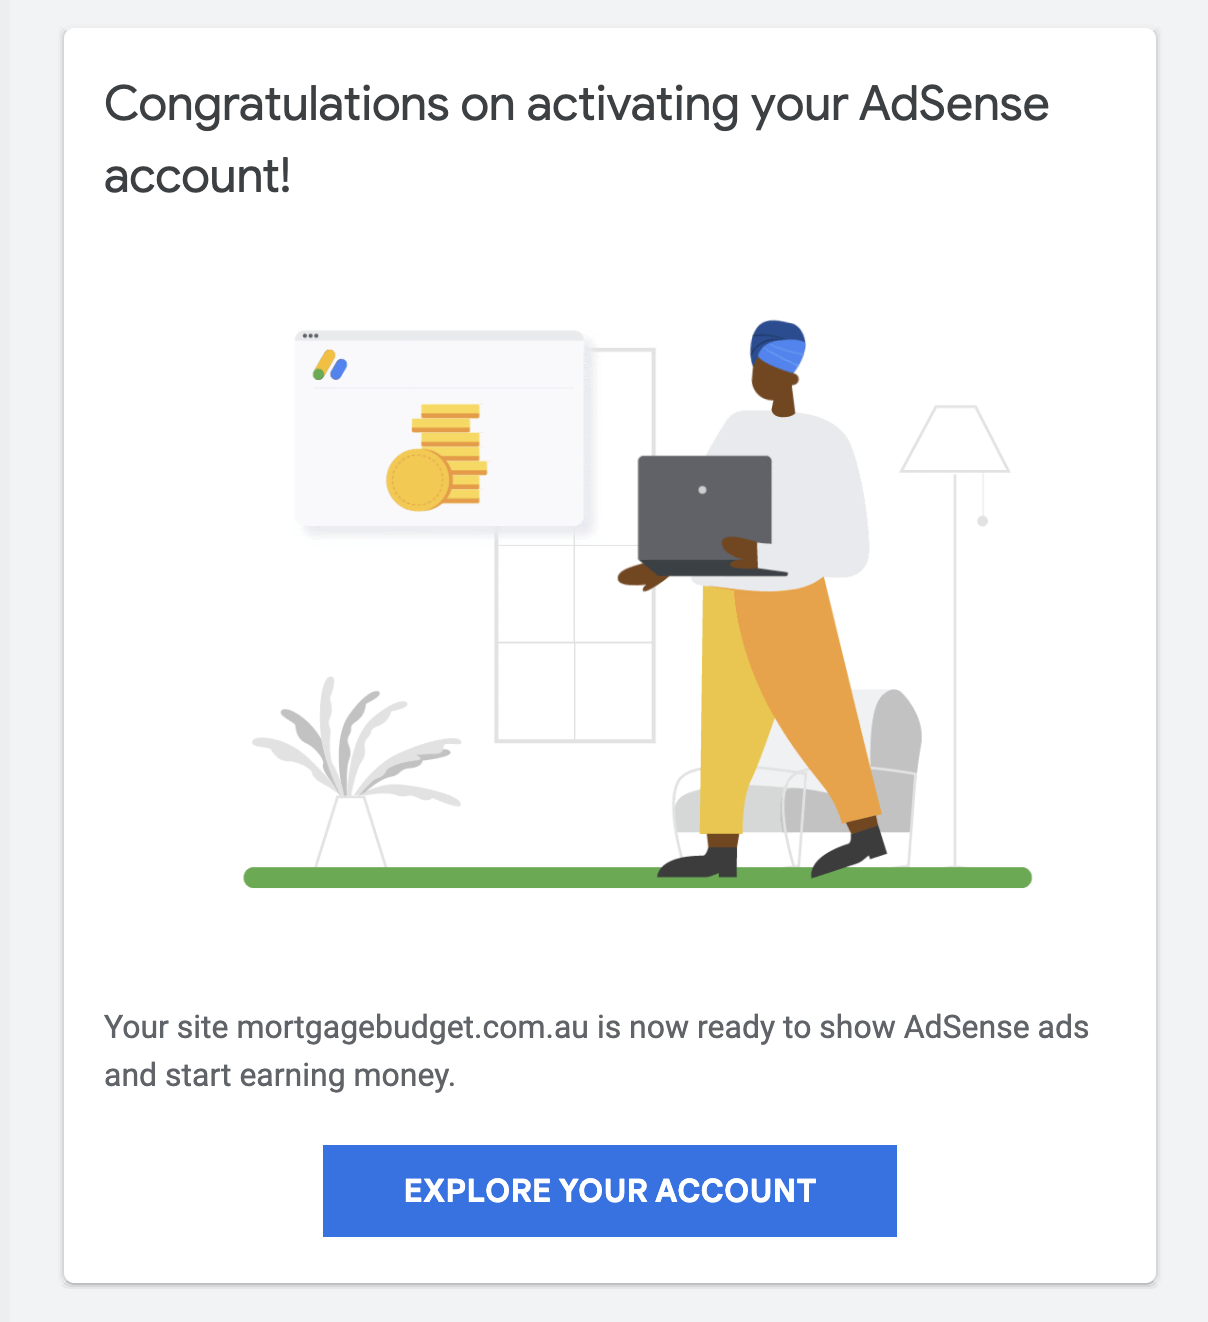 Congratulations on activating your AdSense
account!
Your site mortgagebudget.com.au is now ready to show AdSense ads
and start earning money.
EXPLORE YOUR ACCOUNT